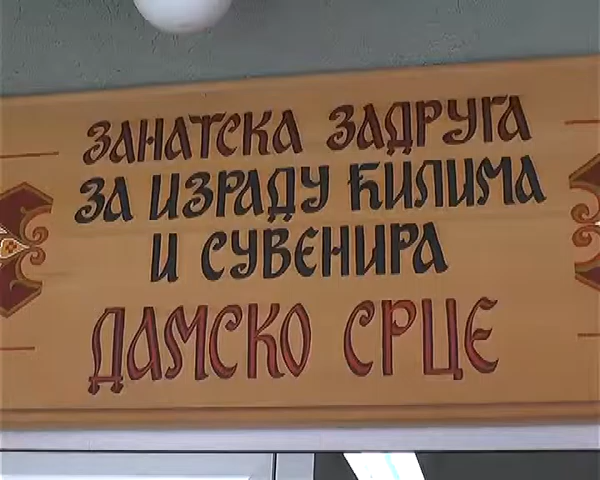 ЗАНАТСКА ЗАДРУГА
ЗА ИЗРАДУ ЋИЛИМА
И СУВЕНИРА
ДАМСКО СРЦЕ